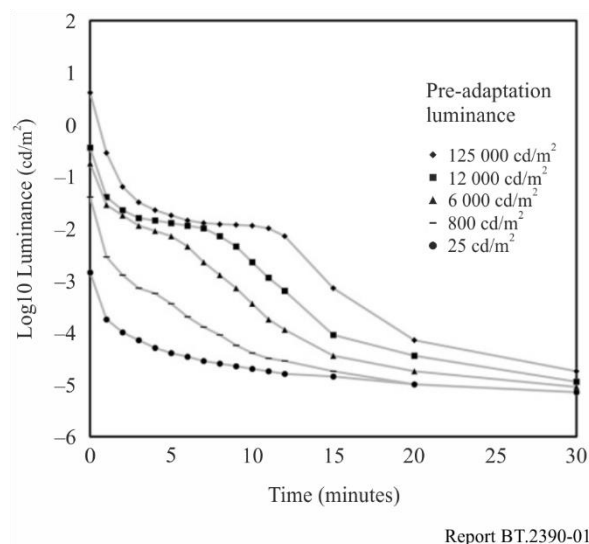 2
1
0
–1
–2
–3
–4
–5
–6
Log10 Luminance (cd/m²)
Pre-adaptation
luminance
125 000 cd/m²
12 000 cd/m²
6 000 cd/m²
800 cd/m²
25 cd/m²
0 5 10 15 20 25 30
Time (minutes)
Report BT.2390-01